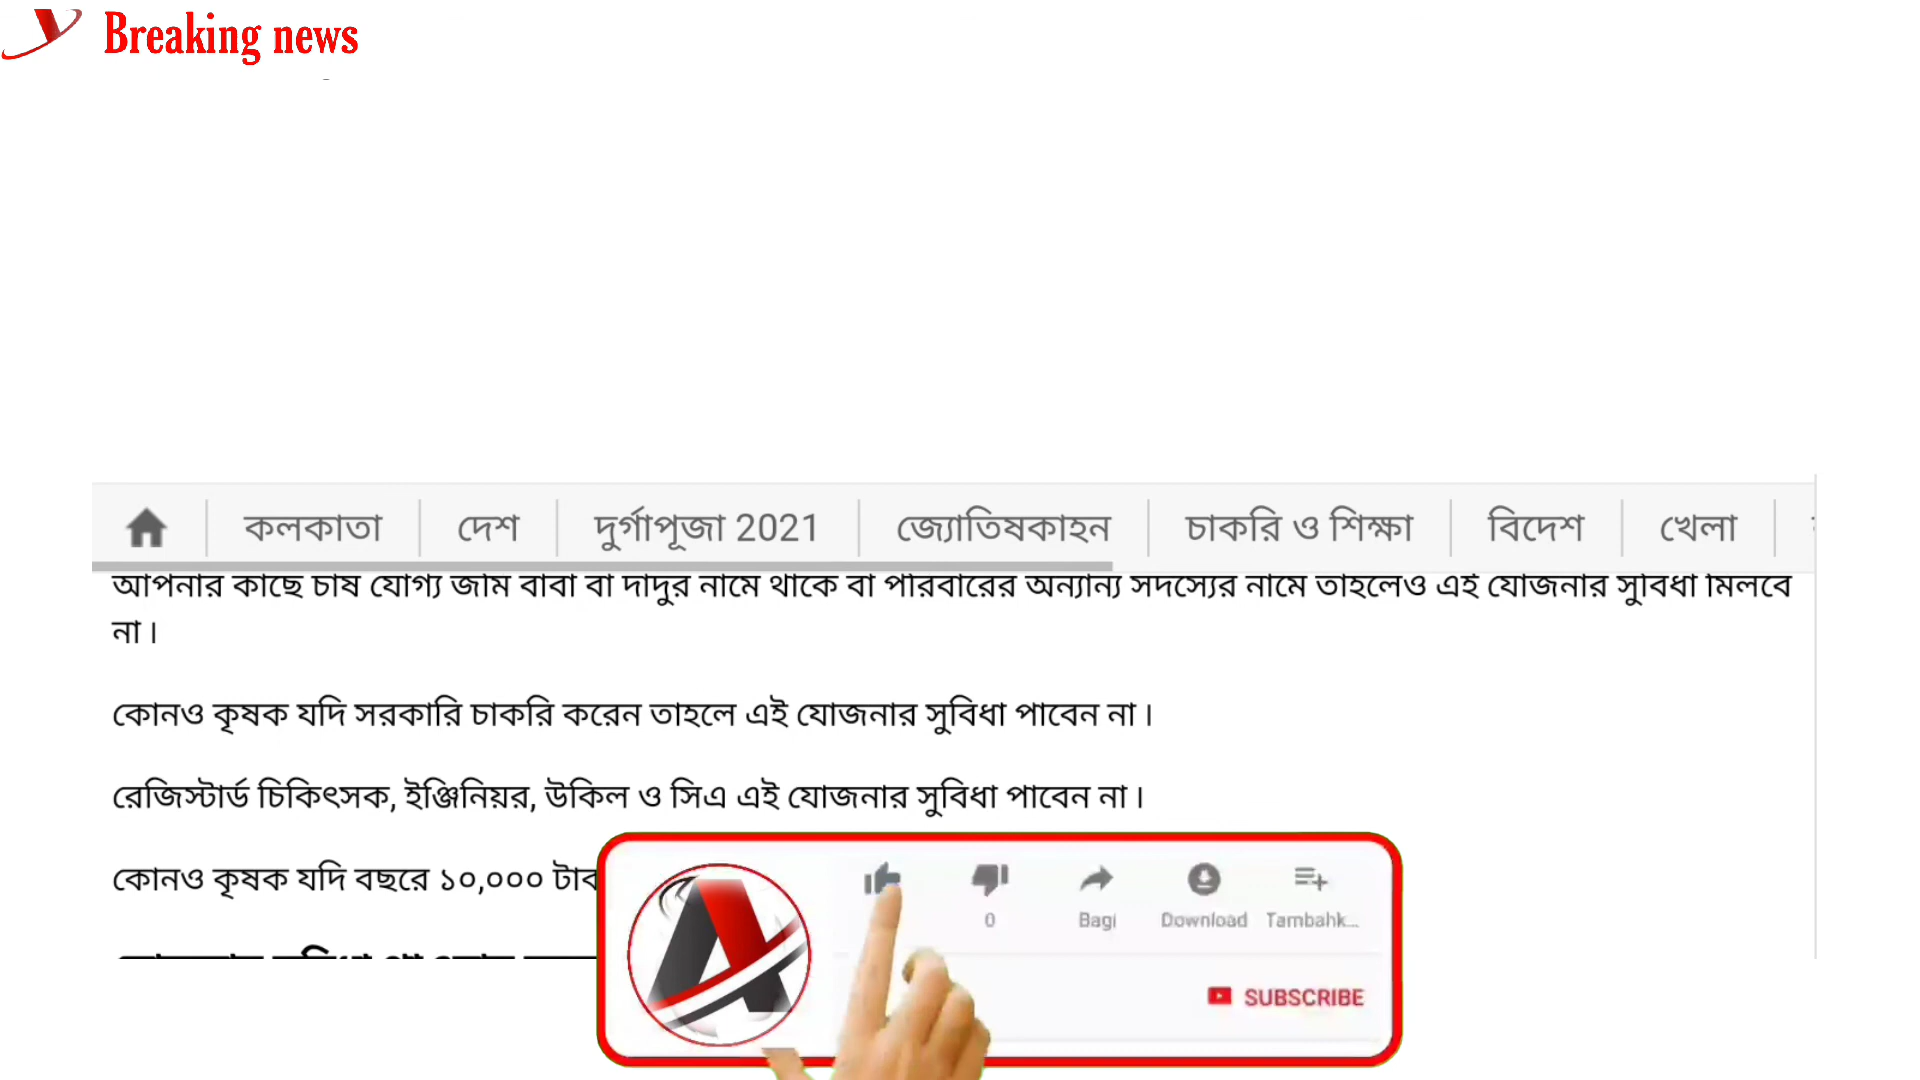 Breaking news
কলকাতা দেশ দুর্গাপূজা 2021 জ্যোতিষকাহন চাকরি ও শিক্ষা বিদেশ খেলা
আপনার কাছে চাষ যোগ্য জমি বাবা বা দাদুর নামে থাকে বা পরিবারের অন্যান্য সদস্যের নামে তাহলেও এই যোজনার সুবিধা মিলবে
না।
কোনও কৃষক যদি সরকারি চাকরি করেন তাহলে এই যোজনার সুবিধা পাবেন না।
রেজিস্টার্ড চিকিৎসক, ইঞ্জিনিয়র, উকিল ও সিএ এই যোজনার সুবিধা পাবেন না।
কোনও কৃষক যদি বছরে ১০,০০০
0 Bagi Download Tambahk...
SUBSCRIBE